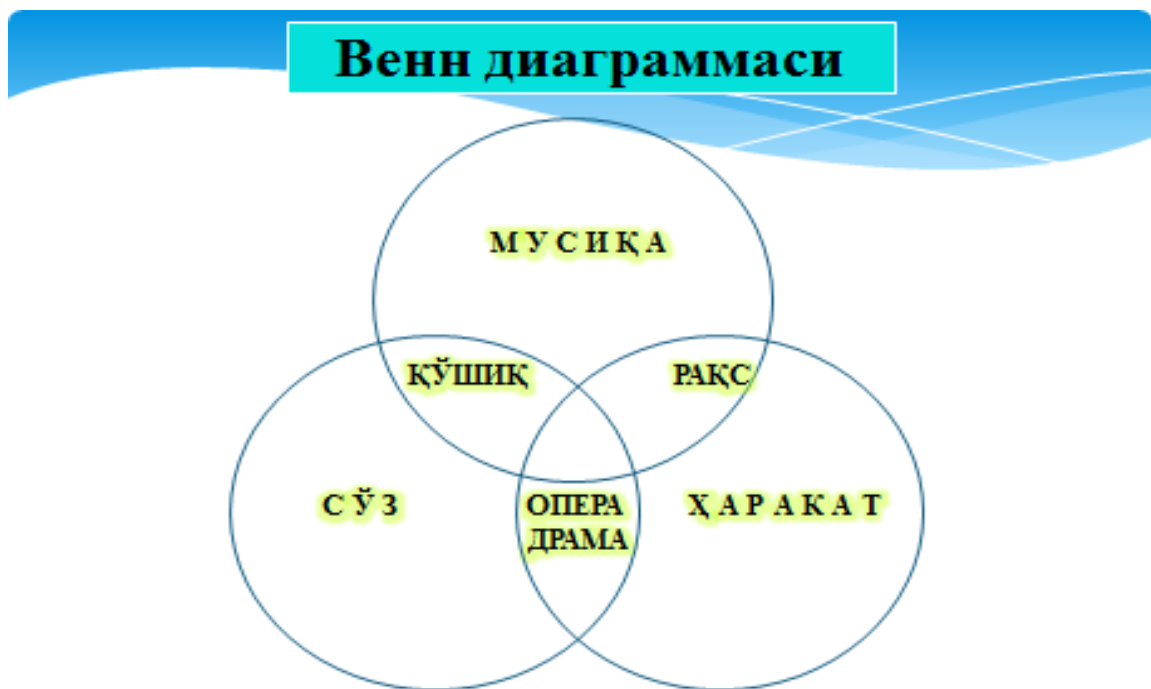 Венн диаграммаси
М У С И Қ А
ҚЎШИҚ РАҚС
С Ў З ОПЕРА Ҳ А Р А К А Т
ДРАМА